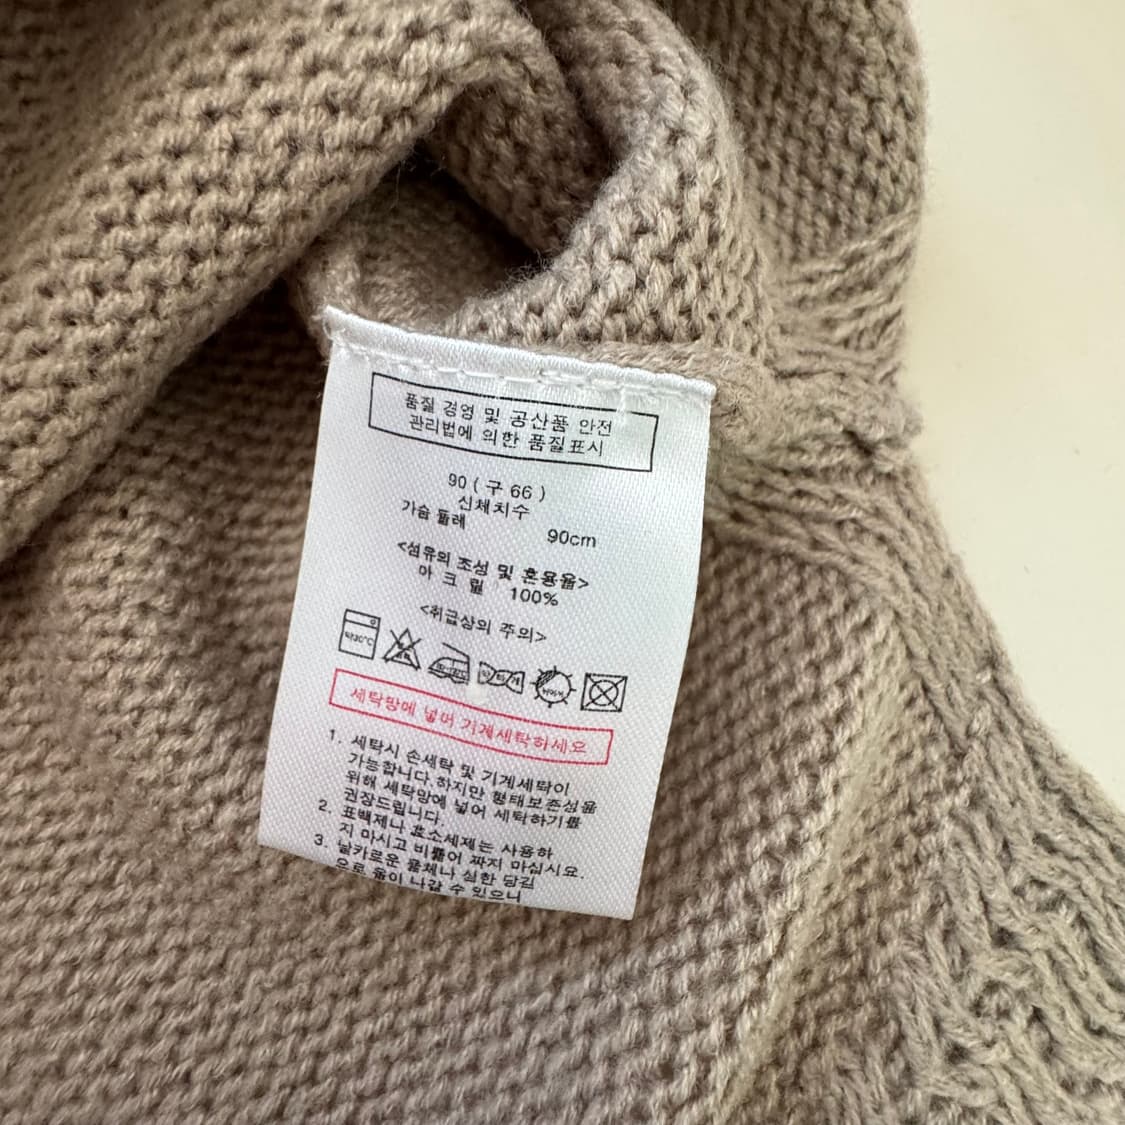 품질 경영 및 공산품 안전
관리법에 의한 품질표시
90 ( 구 66 )
신체치수
가슴 둘레
90cm
<섬유의 조성 및 혼용율>
아 크 릴 100%
<취급상의 주의>
세탁망에 넣어 기계세탁하세요
1. 세탁시 손세탁 및 기계세탁이
가능합니다.하지만 형태보존성을
위해 세탁망에 넣어 세탁하기를
권장드립니다.
2. 표백제나 효소세제는 사용하
지 마시고 비틀어 짜지 마십시요.
3. 날카로운 물체나 심한 당김
으로 올이 나갈 수 있으니